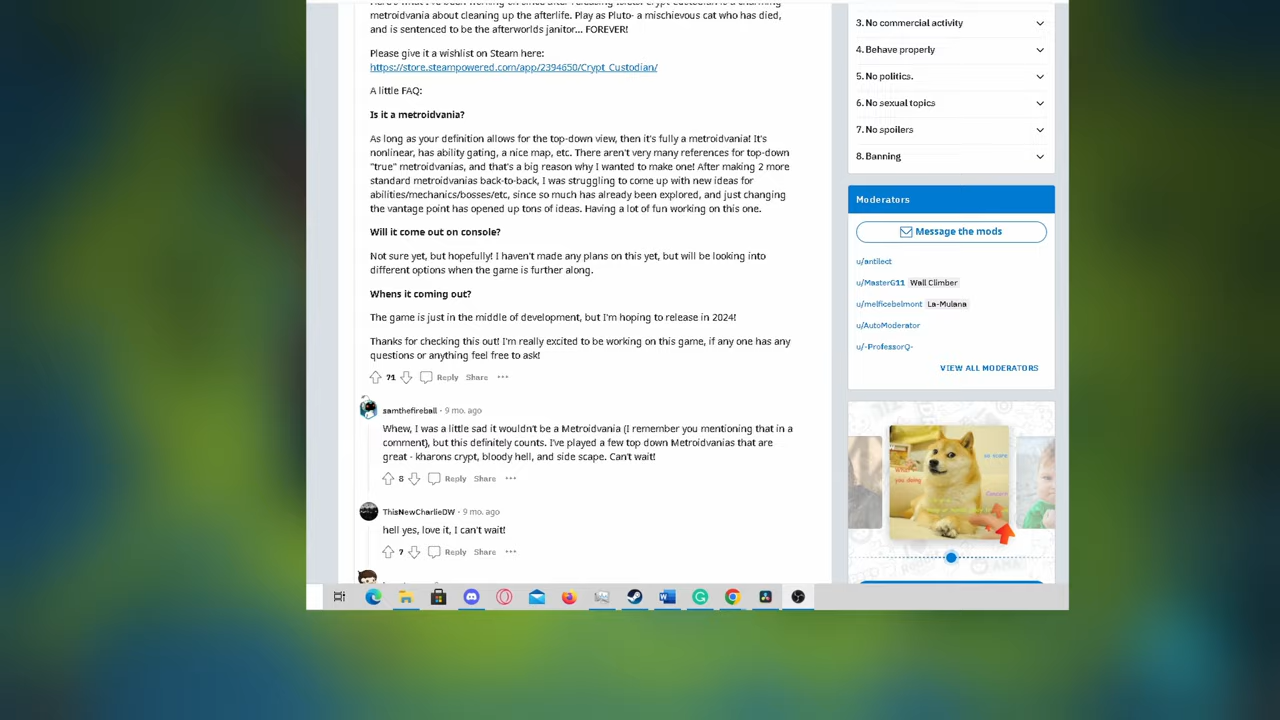 metroidvania about cleaning up the afterlife. Play as Pluto- a mischievous cat who has died,
and is sentenced to be the afterworlds janitor... FOREVER!
Please give it a wishlist on Steam here:
https://store.steampowered.com/app/2394650/Crypt_Custodian/
A little FAQ:
Is it a metroidvania?
As long as your definition allows for the top-down view, then it's fully a metroidvania! It's
nonlinear, has ability gating, a nice map, etc. There aren't very many references for top-down
"true" metroidvanias, and that's a big reason why I wanted to make one! After making 2 more
standard metroidvanias back-to-back, I was struggling to come up with new ideas for
abilities/mechanics/bosses/etc, since so much has already been explored, and just changing
the vantage point has opened up tons of ideas. Having a lot of fun working on this one.
Will it come out on console?
Not sure yet, but hopefully! I haven't made any plans on this yet, but will be looking into
different options when the game is further along.
Whens it coming out?
The game is just in the middle of development, but I'm hoping to release in 2024!
Thanks for checking this out! I'm really excited to be working on this game, if any one has any
questions or anything feel free to ask!
71 Reply Share
samthefireball · 9 mo. ago
Whew, I was a little sad it wouldn't be a Metroidvania (I remember you mentioning that in a
comment), but this definitely counts. I've played a few top down Metroidvanias that are
great - kharons crypt, bloody hell, and side scape. Can't wait!
8 Reply Share
ThisNewCharlieDW · 9 mo. ago
hell yes, love it, I can't wait!
7 Reply Share
3. No commercial activity
4. Behave properly
5. No politics.
6. No sexual topics
7. No spoilers
8. Banning
Moderators
Message the mods
u/antilect
u/MasterG11 Wall Climber
u/melficebelmont La-Mulana
u/AutoModerator
u/-ProfessorQ-
VIEW ALL MODERATORS